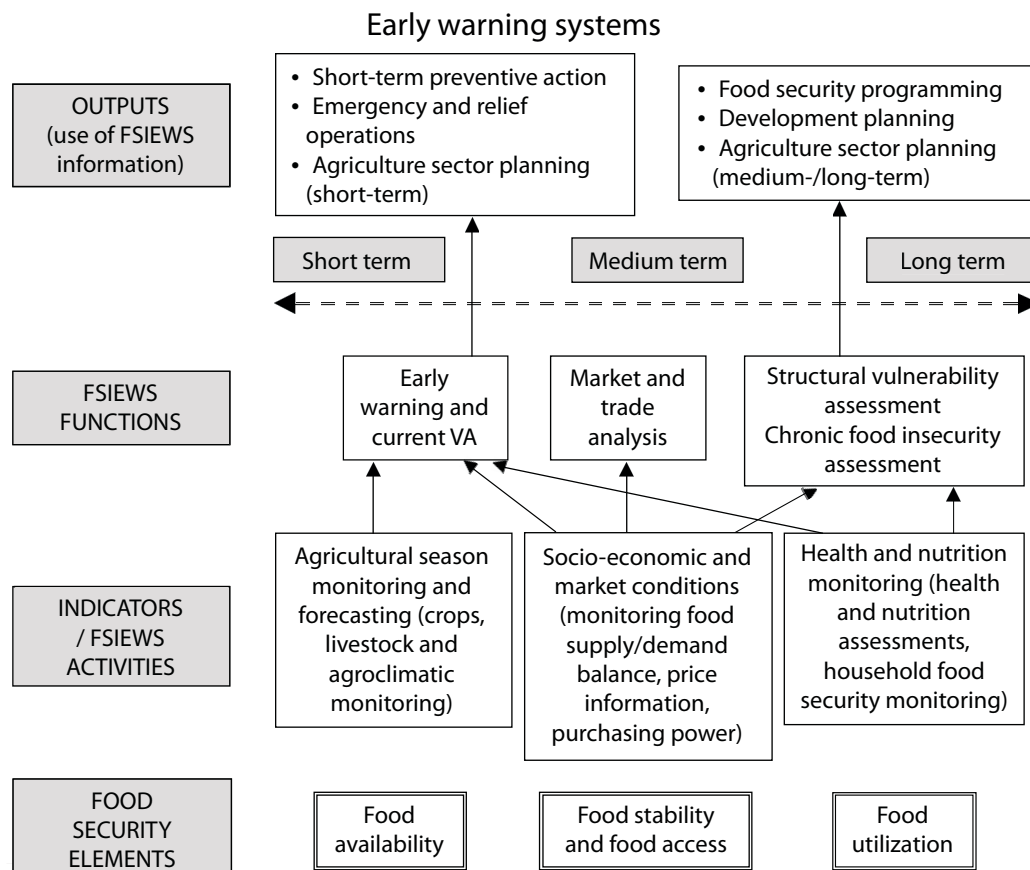 Early warning systems
OUTPUTS
(use of FSIEWS
information)
• Short-term preventive action
• Emergency and relief
operations
• Agriculture sector planning
(short-term)
• Food security programming
• Development planning
• Agriculture sector planning
(medium-/long-term)
Short term
Medium term
Long term
FSIEWS
FUNCTIONS
Early
warning and
current VA
Market and
trade
analysis
Structural vulnerability
assessment
Chronic food insecurity
assessment
INDICATORS
/ FSIEWS
ACTIVITIES
Agricultural season
monitoring and
forecasting (crops,
livestock and
agroclimatic
monitoring)
Socio-economic and
market conditions
(monitoring food
supply/demand
balance, price
information,
purchasing power)
Health and nutrition
monitoring (health
and nutrition
assessments,
household food
security monitoring)
FOOD
SECURITY
ELEMENTS
Food
availability
Food stability
and food access
Food
utilization